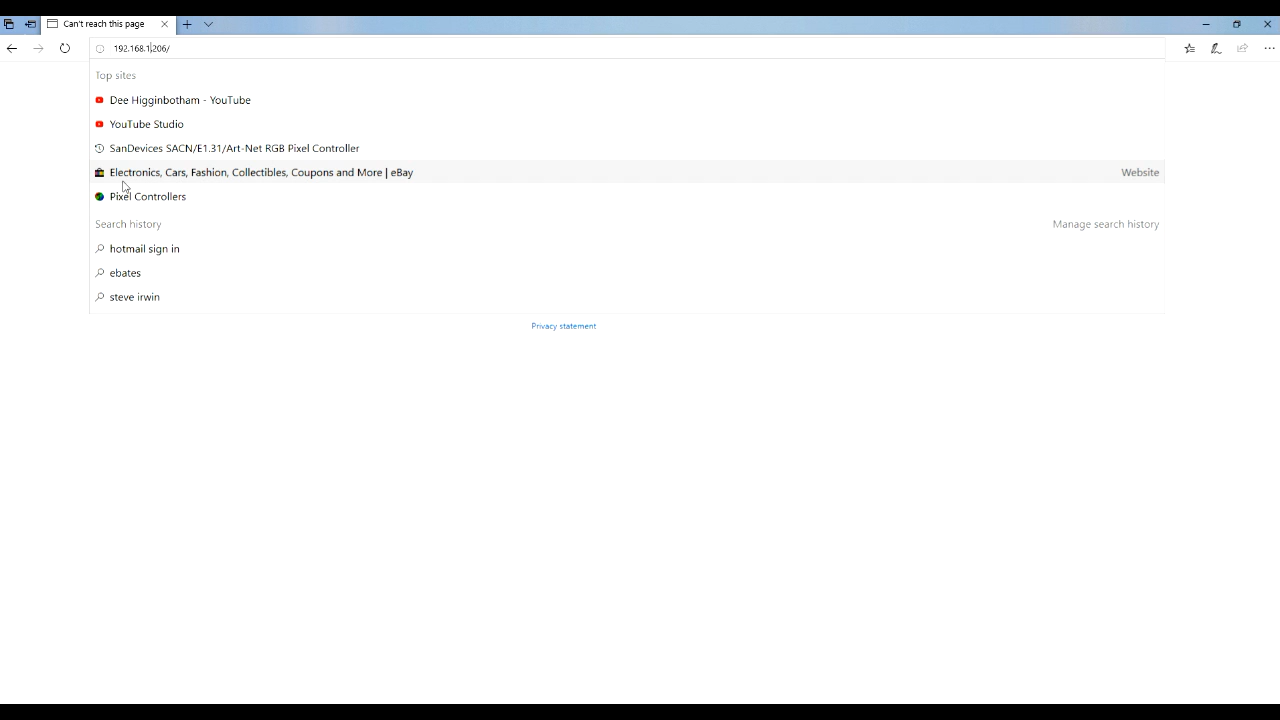 Can't reach this page
192.168.1.206/
Top sites
Dee Higginbotham - YouTube
YouTube Studio
SanDevices SACN/E1.31/Art-Net RGB Pixel Controller
Electronics, Cars, Fashion, Collectibles, Coupons and More | eBay Website
Pixel Controllers
Search history Manage search history
hotmail sign in
ebates
steve irwin
Privacy statement